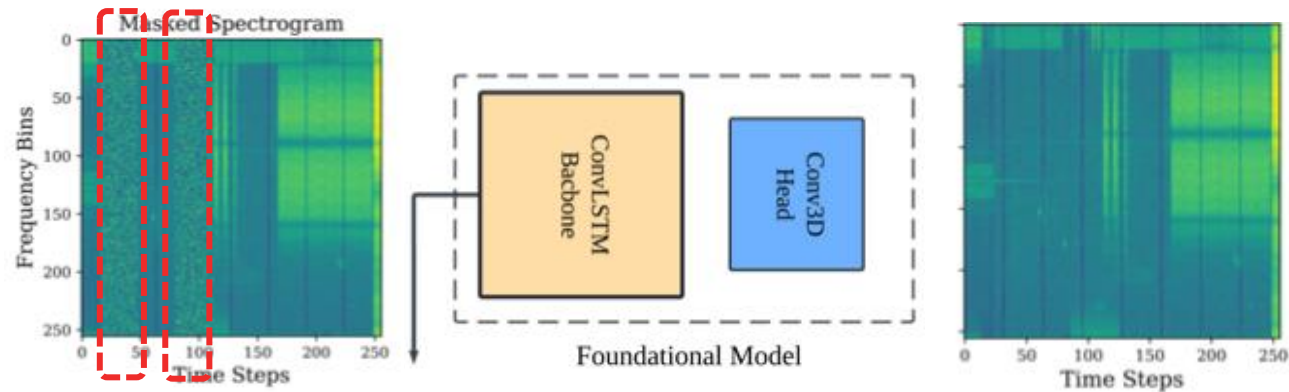 Masked Spectrogram
Frequency Bins
0
50
100
150
200
250
0
50
100
150
200
250
Time Steps
ConvLSTM
Bacbone
Conv3D
Head
Foundational Model
0
50
100
150
200
250
Time Steps